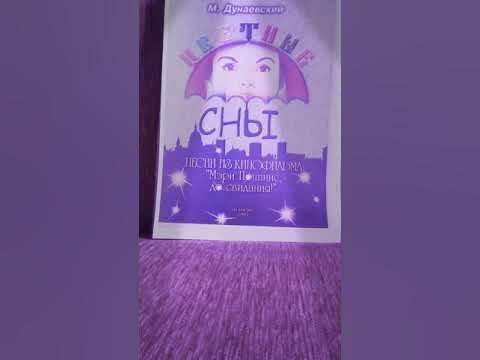 М. Дунаевский
ЦВЕТНЫЕ
СНЫ
ПЕСНИ ИЗ КИНОФИЛЬМА
"Мэри Поппинс,
до свидания!"